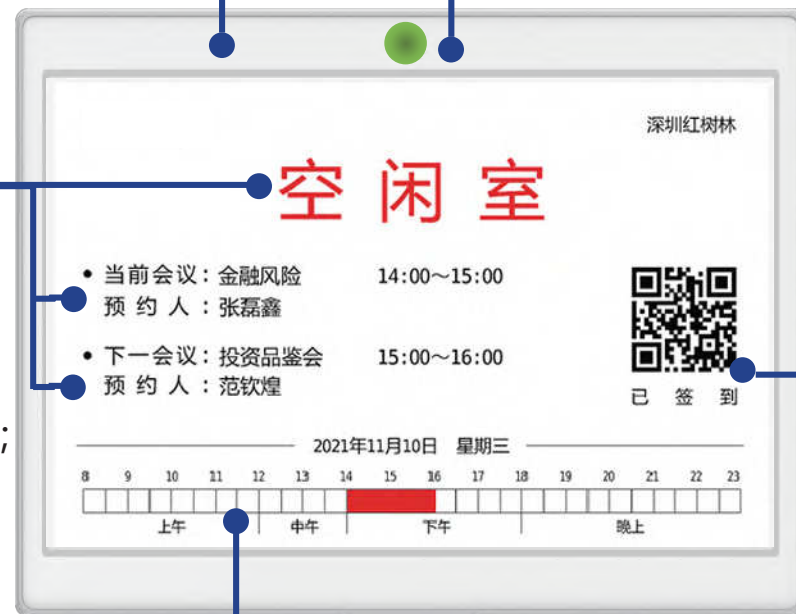 深圳红树林
空闲室
• 当前会议：金融风险 14:00～15:00
预约人：张磊鑫
• 下一会议：投资品鉴会 15:00～16:00
预约人：范钦煌
已签到
；
2021年11月10日 星期三
8 9 10 11 12 13 14 15 16 17 18 19 20 21 22 23
上午 中午 下午 晚上